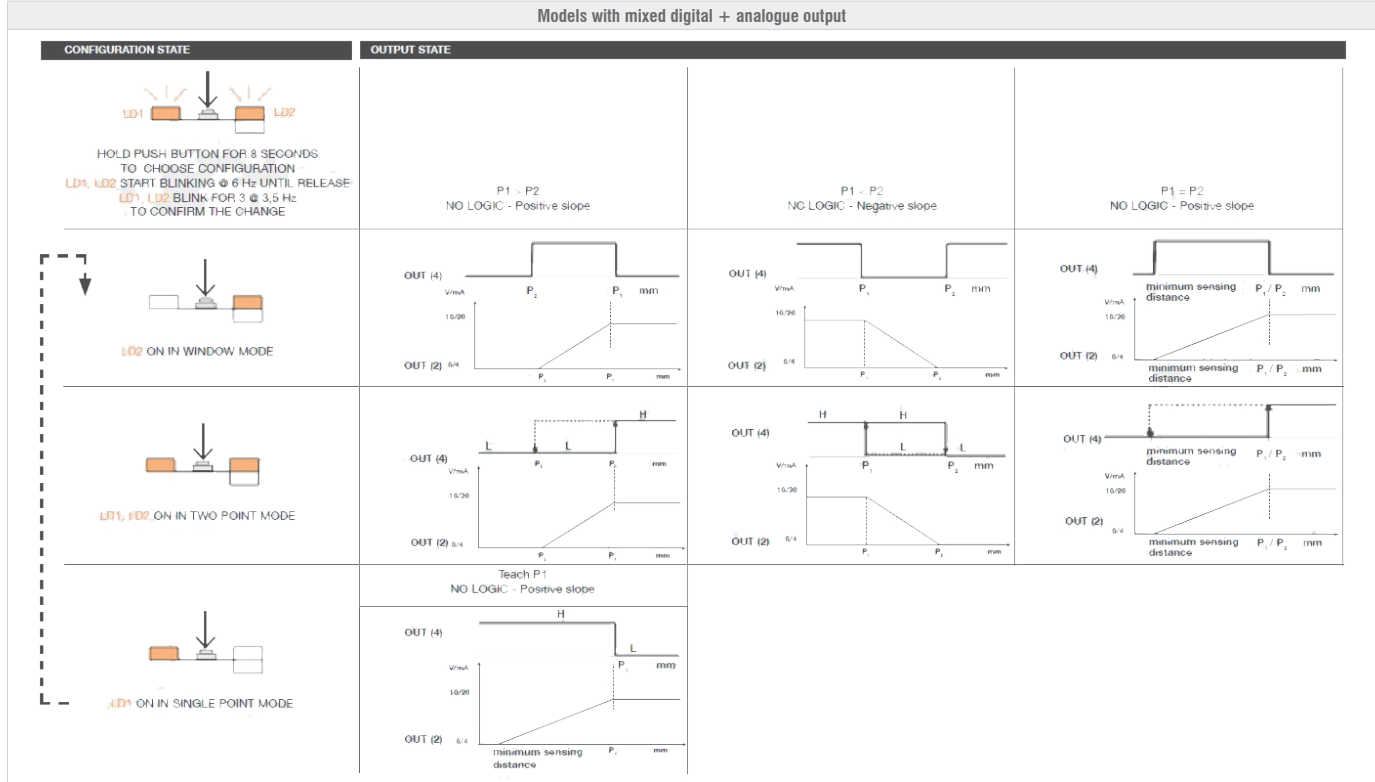 Models with mixed digital + analogue output
CONFIGURATION STATE
OUTPUT STATE
LD1
LD2
HOLD PUSH BUTTON FOR 8 SECONDS
TO CHOOSE CONFIGURATION
LD1, LD2 START BLINKING @ 6 Hz UNTIL RELEASE
LD1, LD2 BLINK FOR 3 @ 3,5 Hz
TO CONFIRM THE CHANGE
P1 > P2
NO LOGIC - Positive slope
P1 < P2
NO LOGIC - Negative slope
P1 = P2
NO LOGIC - Positive slope
LD2 ON IN WINDOW MODE
OUT (4)
P2 P1 mm
V/mA
10/20
OUT (2) 0/4
P2 P1 mm
OUT (4)
P1 P2 mm
V/mA
10/20
OUT (2) 0/4
P1 P2 mm
OUT (4)
minimum sensing P1 / P2 mm
distance
V/mA
10/20
OUT (2) 0/4
minimum sensing P1 / P2 mm
distance
LD1, LD2 ON IN TWO POINT MODE
H
L L
OUT (4)
P2 P1 mm
V/mA
10/20
OUT (2) 0/4
P2 P1 mm
H H
OUT (4)
L L
P1 P2 mm
V/mA
10/20
OUT (2) 0/4
P1 P2 mm
OUT (4)
minimum sensing P1 / P2 mm
distance
V/mA
10/20
OUT (2) 0/4
minimum sensing P1 / P2 mm
distance
LD1 ON IN SINGLE POINT MODE
Teach P1
NO LOGIC - Positive slope
H
OUT (4)
L
P1 mm
V/mA
10/20
OUT (2) 0/4
minimum sensing P1 mm
distance